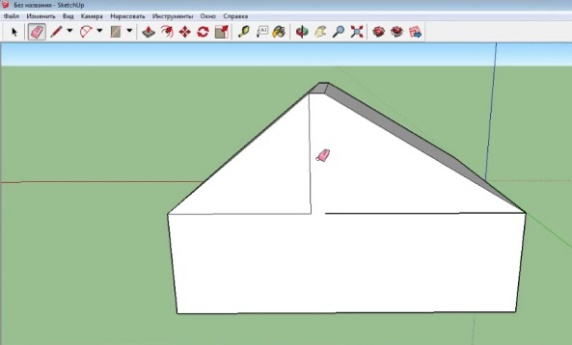 Без названия - SketchUp
Файл Изменить Вид Камера Нарисовать Инструменты Окно Справка